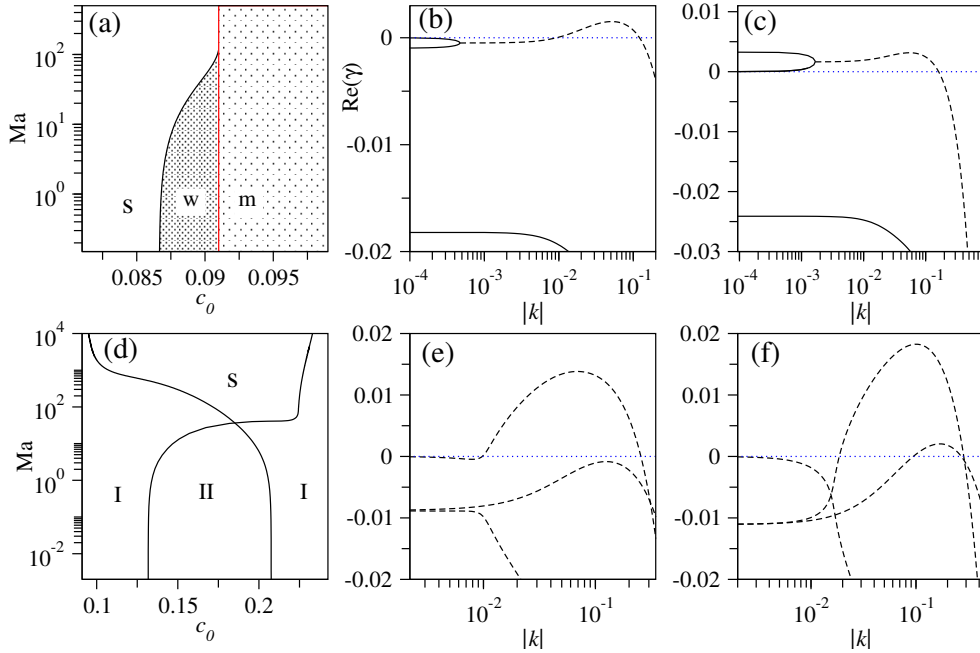 (a)
Ma
10^2
10^1
10^0
s
w
m
0.085
0.09
0.095
c_0
(b)
Re(γ)
0
-0.01
-0.02
10^-4
10^-3
10^-2
10^-1
|k|
(c)
0
-0.01
-0.02
-0.03
10^-4
10^-3
10^-2
10^-1
|k|
(d)
Ma
10^4
10^2
10^0
10^-2
s
I
II
I
0.1
0.15
0.2
c_0
(e)
0.02
0.01
0
-0.01
-0.02
10^-2
10^-1
|k|
(f)
0.02
0.01
0
-0.01
-0.02
10^-2
10^-1
|k|